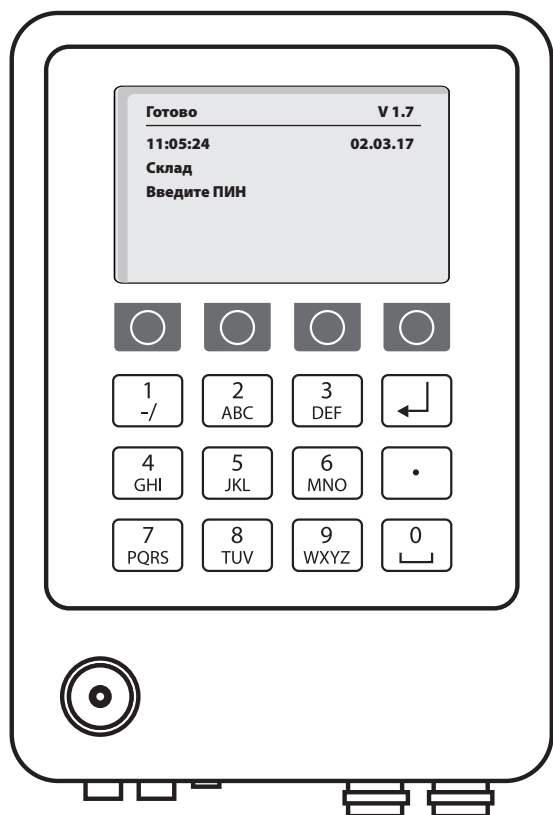 Готово V 1.7
11:05:24 02.03.17
Склад
Введите ПИН
1 2 3
-/ ABC DEF
4 5 6 .
GHI JKL MNO
7 8 9 0
PQRS TUV WXYZ